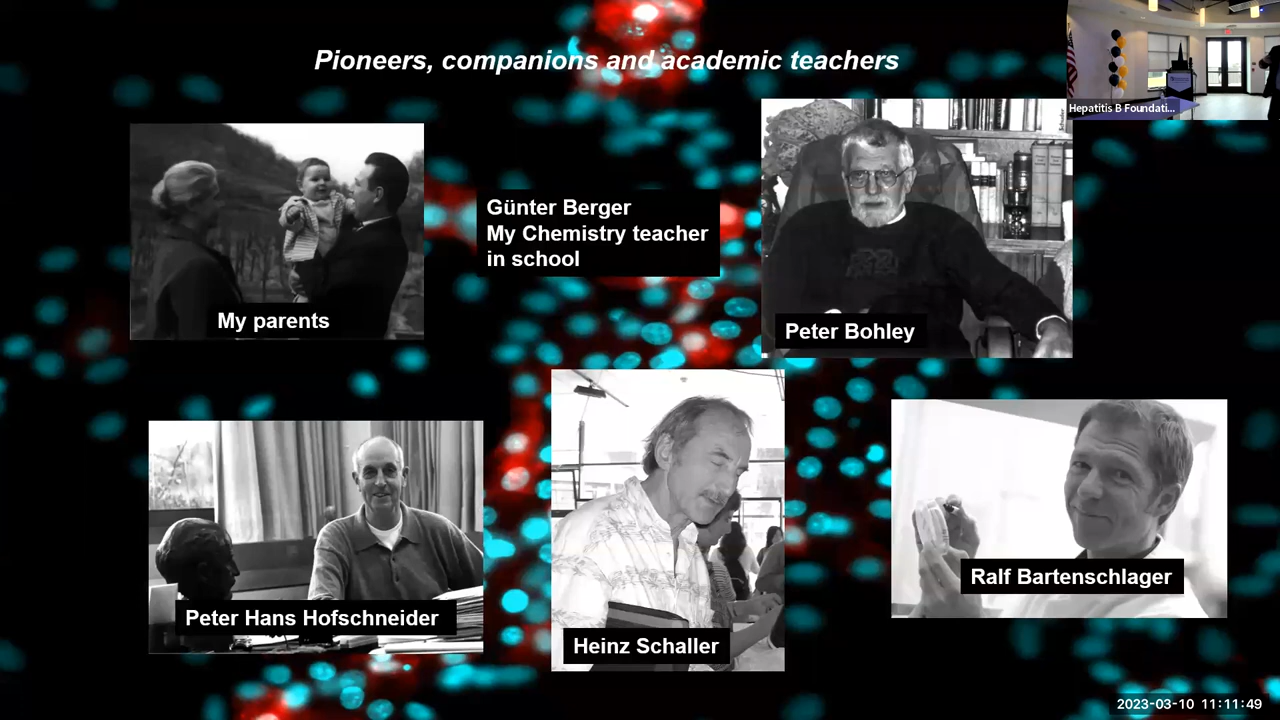 Pioneers, companions and academic teachers
Hepatitis B Foundati...
My parents
Günter Berger
My Chemistry teacher
in school
Peter Bohley
Peter Hans Hofschneider
Heinz Schaller
Ralf Bartenschlager
2023-03-10 11:11:49